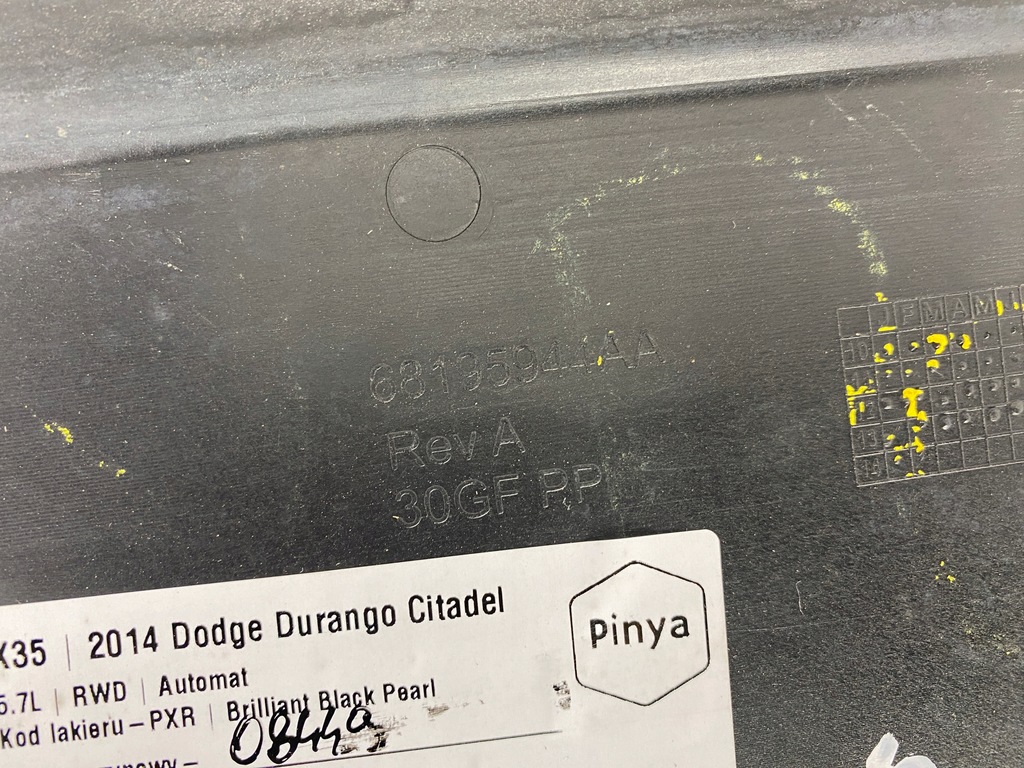 J F M A M J
10
11
12
13
14
68195944AA
Rev A
30GF PP
X35 | 2014 Dodge Durango Citadel
5.7L | RWD | Automat
Kod lakieru – PXR | Brilliant Black Pearl
pinya